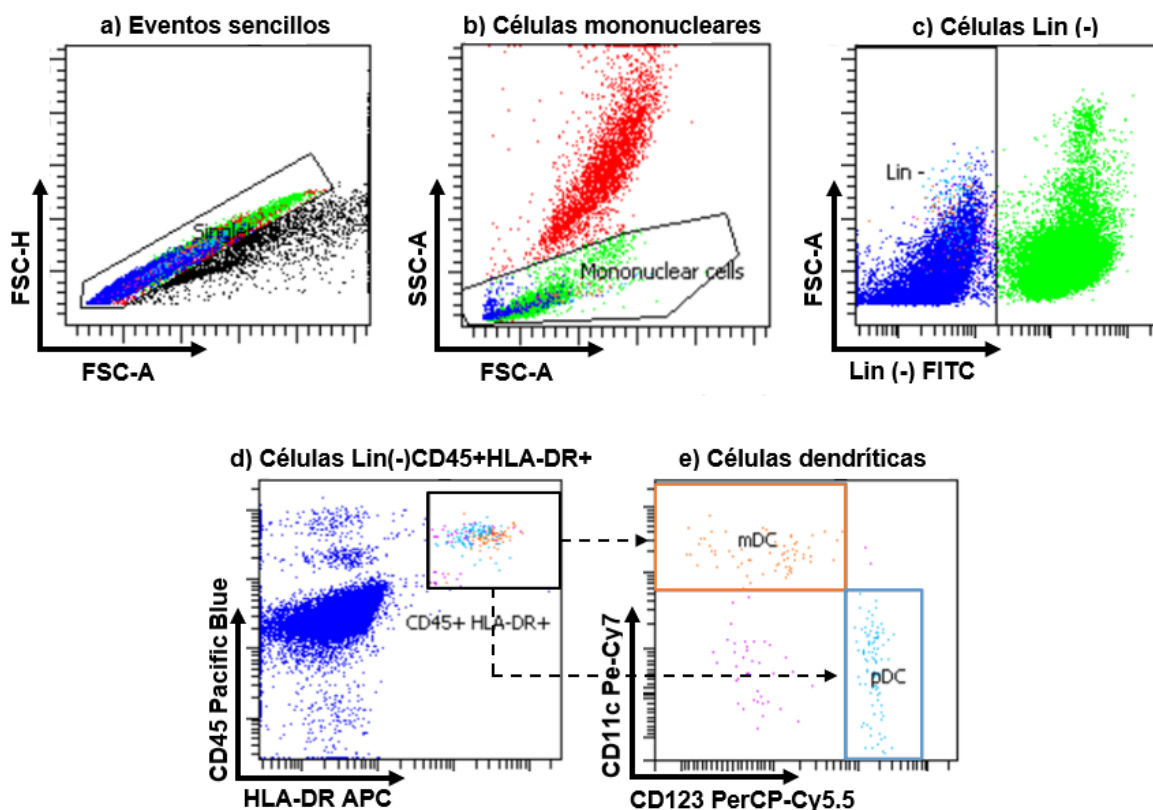 a) Eventos sencillos
b) Células mononucleares
c) Células Lin (-)
FSC-H
FSC-A
SSC-A
Mononuclear cells
FSC-A
FSC-A
Lin -
Lin (-) FITC
d) Células Lin(-)CD45+HLA-DR+
e) Células dendríticas
CD45 Pacific Blue
CD45+ HLA-DR+
HLA-DR APC
CD11c Pe-Cy7
mDC
pDC
CD123 PerCP-Cy5.5